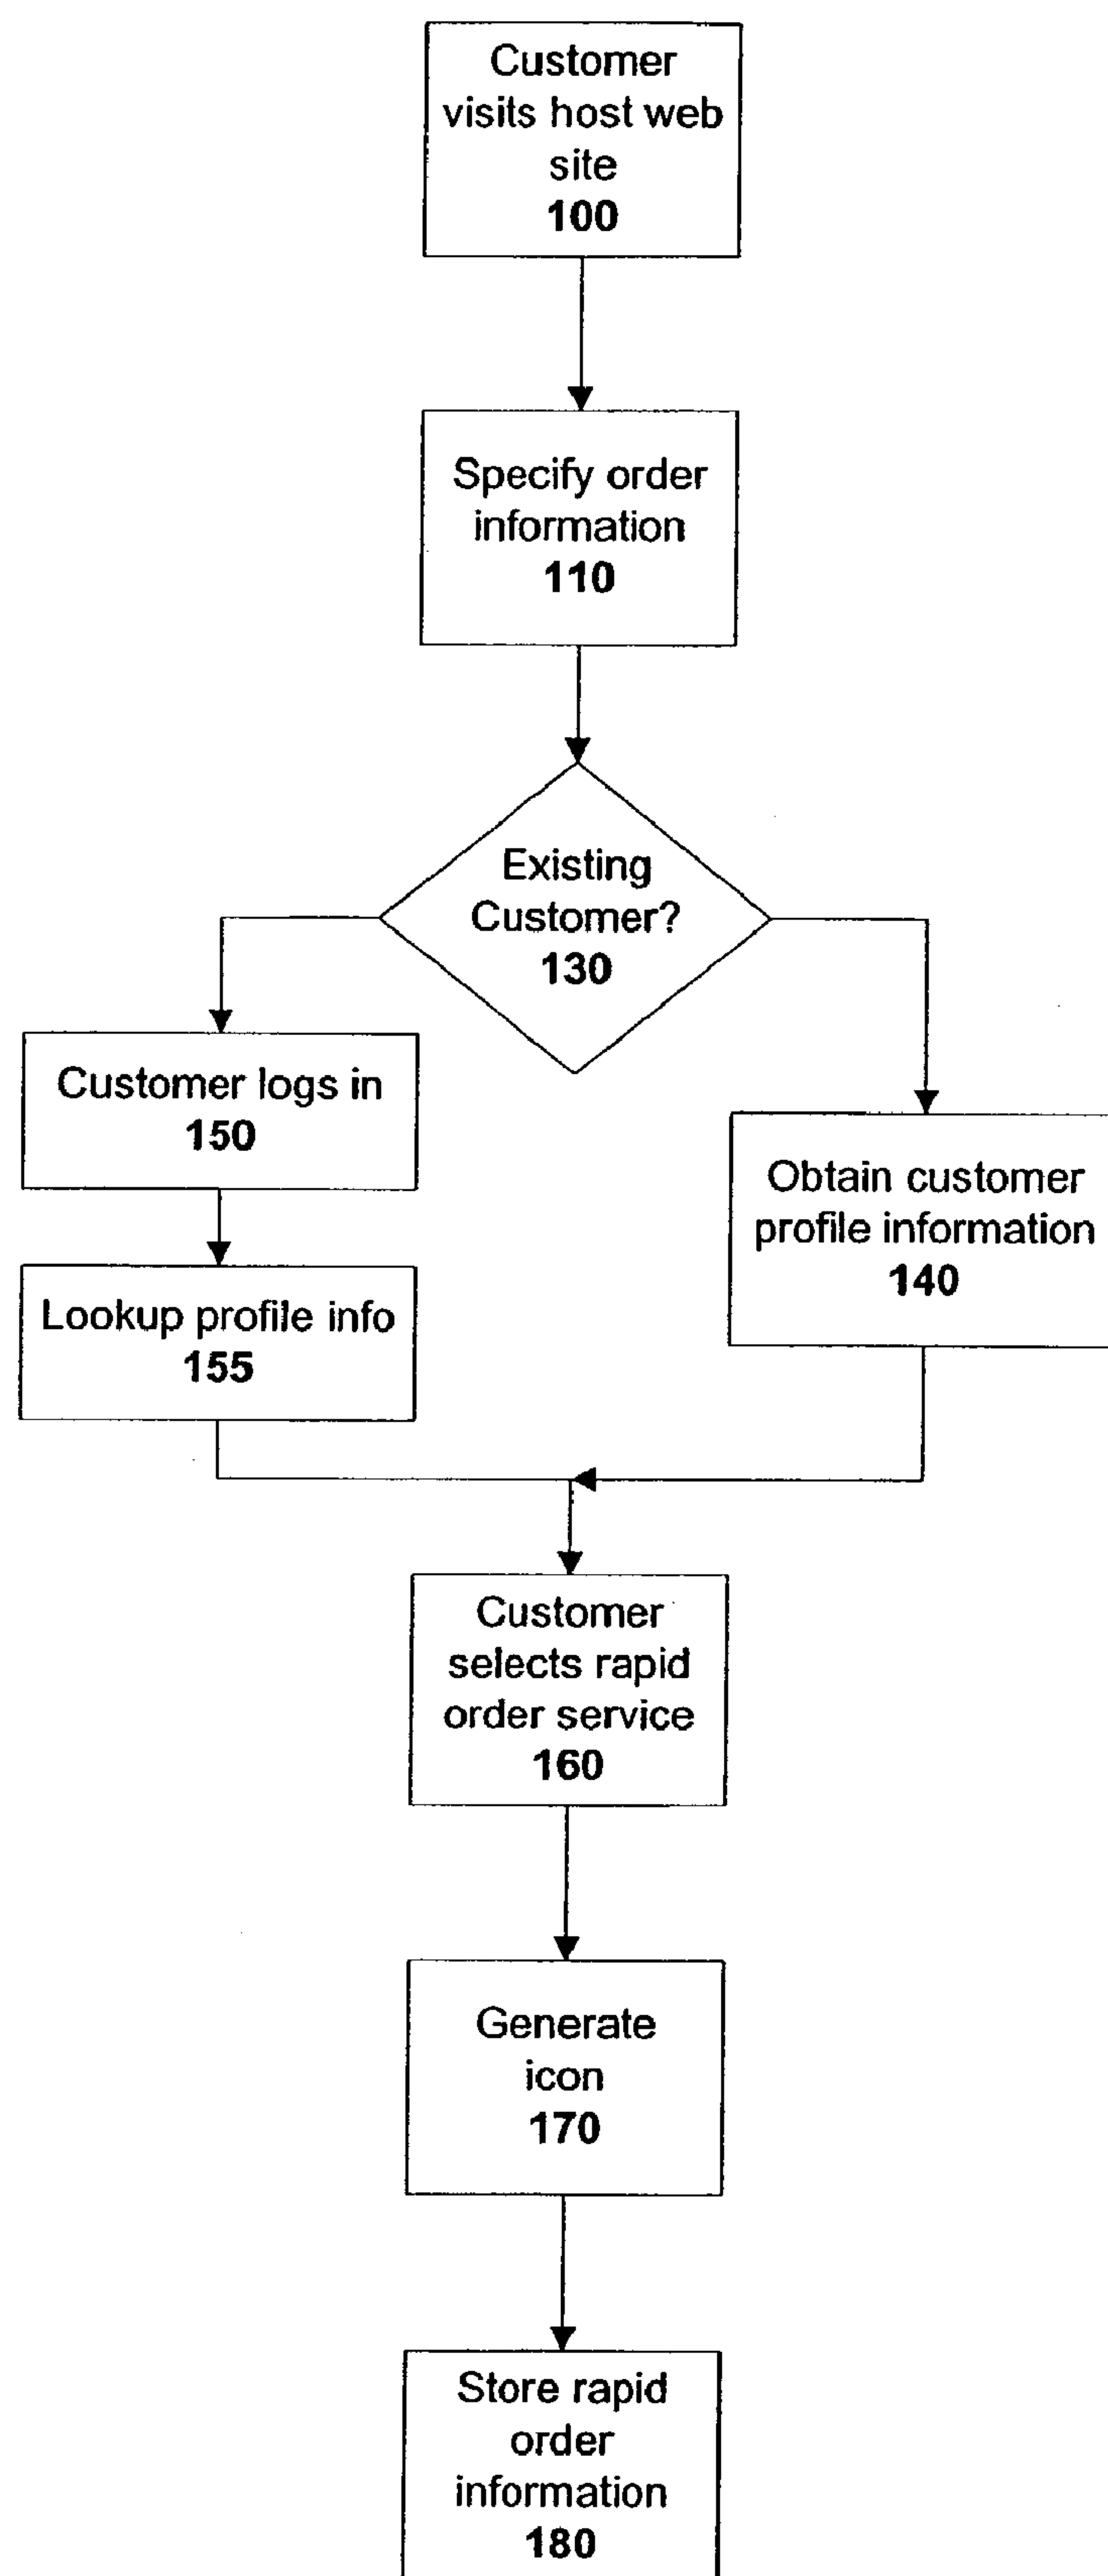 Customer
visits host web
site
100
Specify order
information
110
Existing
Customer?
130
Customer logs in
150
Obtain customer
profile information
140
Lookup profile info
155
Customer
selects rapid
order service
160
Generate
icon
170
Store rapid
order
information
180